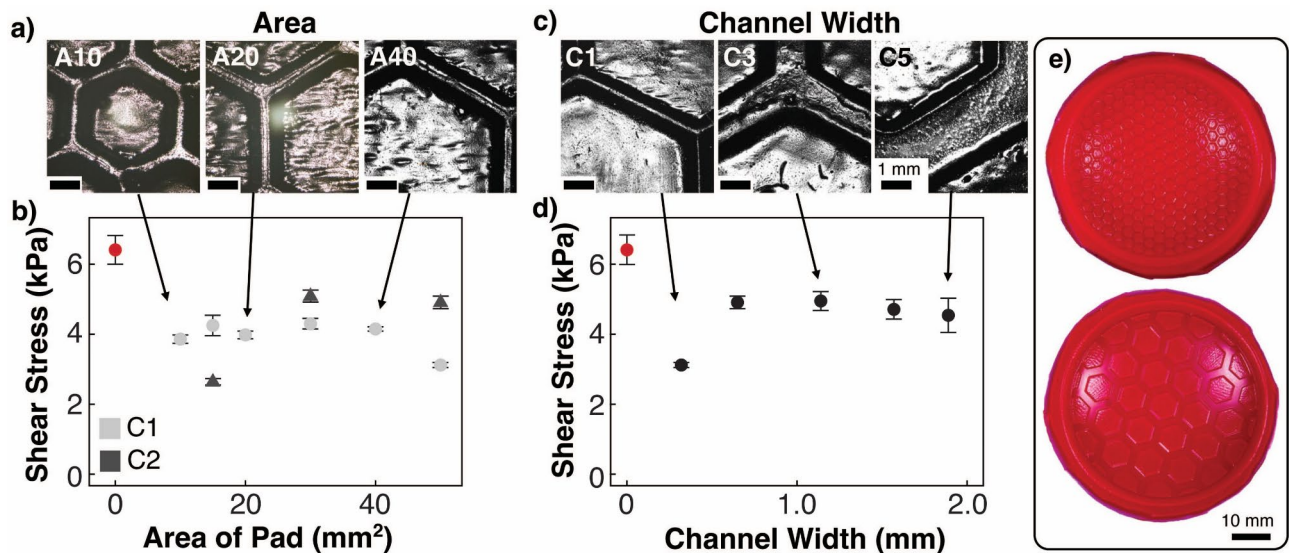 a)
Area
A10
A20
A40
c)
Channel Width
C1
C3
C5
1 mm
e)
10 mm
b)
Shear Stress (kPa)
6
4
2
0
C1
C2
0
20
40
Area of Pad (mm²)
d)
Shear Stress (kPa)
6
4
2
0
0
1.0
2.0
Channel Width (mm)